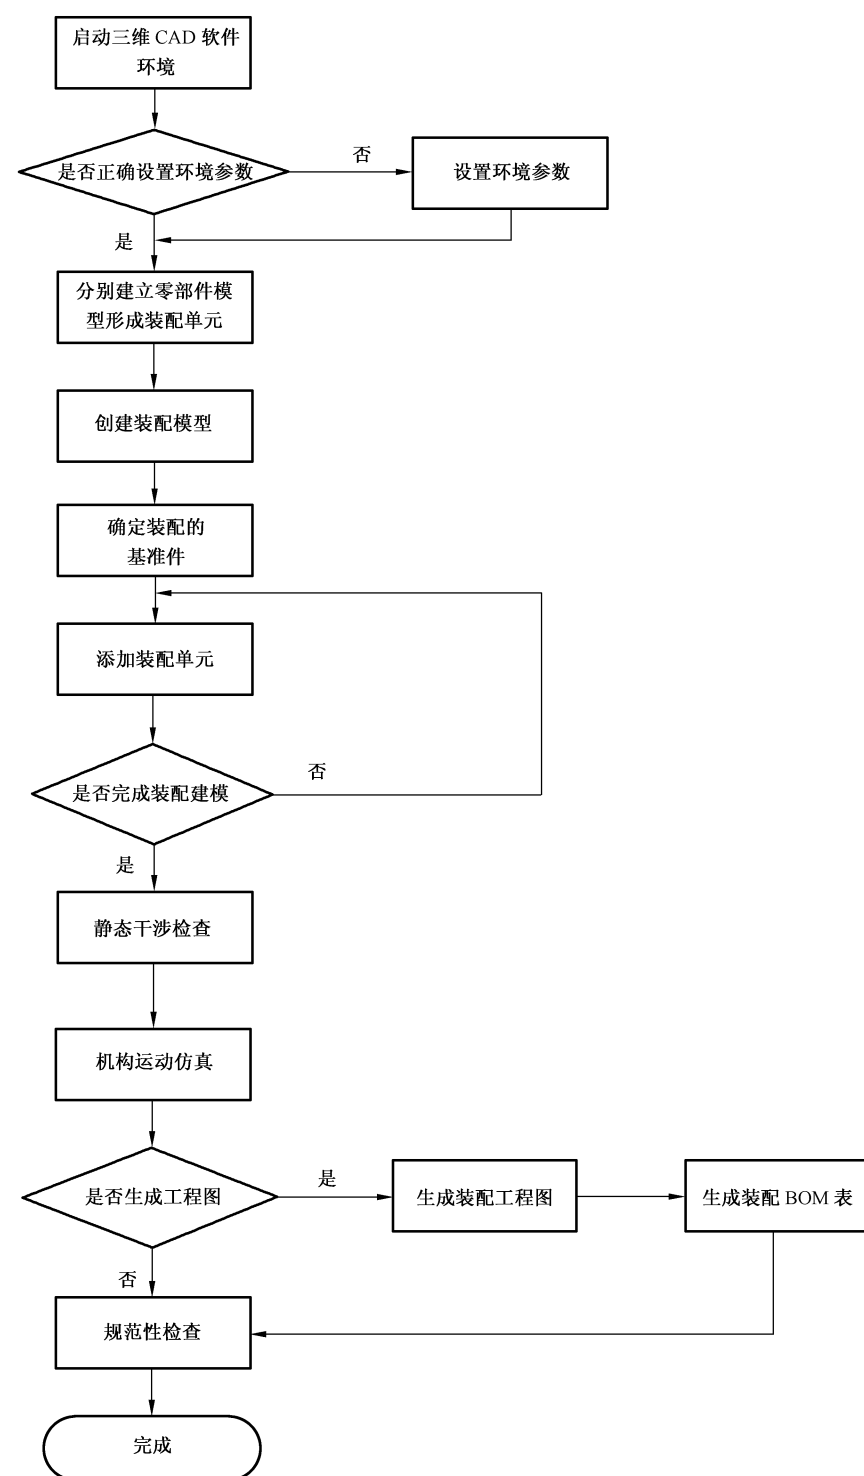 启动三维 CAD 软件
环境
是否正确设置环境参数
否
设置环境参数
是
分别建立零部件模
型形成装配单元
创建装配模型
确定装配的
基准件
添加装配单元
是否完成装配建模
否
是
静态干涉检查
机构运动仿真
是否生成工程图
是
生成装配工程图
生成装配 BOM 表
否
规范性检查
完成